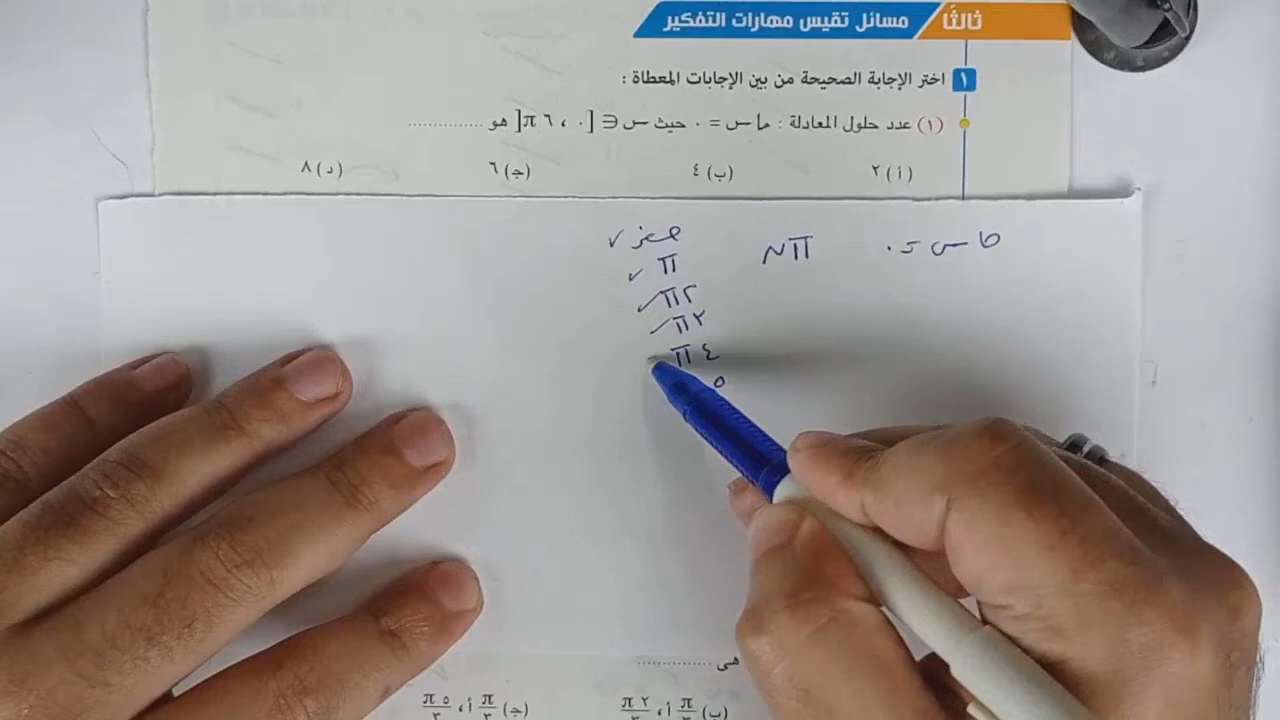 ثالثًا مسائل تقيس مهارات التفكير
١ اختر الإجابة الصحيحة من بين الإجابات المعطاة :
(١) عدد حلول المعادلة : حا س = ٠ حيث س ∈ [٠ ، ٦ π[ هو ...............
(أ) ٢ (ب) ٤ (جـ) ٦ (د) ٨
حا س = ٠ πN صفر ✓
π ✓
٢π ✓
٣π ✓
٤π
٥
هى ...............
(ب) π/٣ أ، ٢π/٣ (جـ) π/٣ أ، ٥π/٣